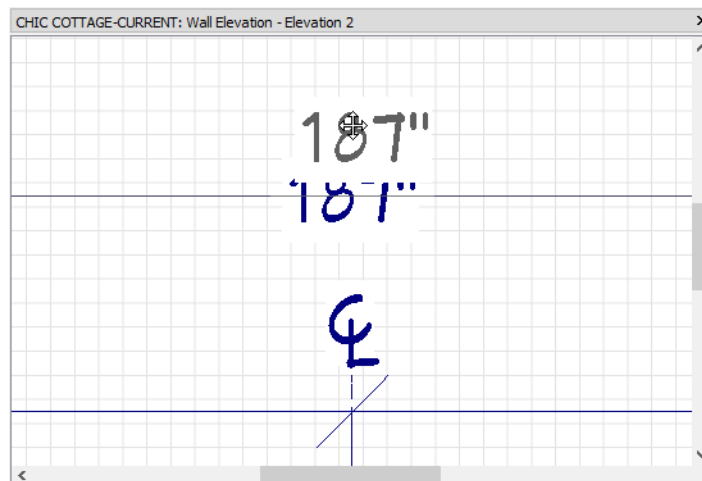 CHIC COTTAGE-CURRENT: Wall Elevation - Elevation 2
187"
187"
℄